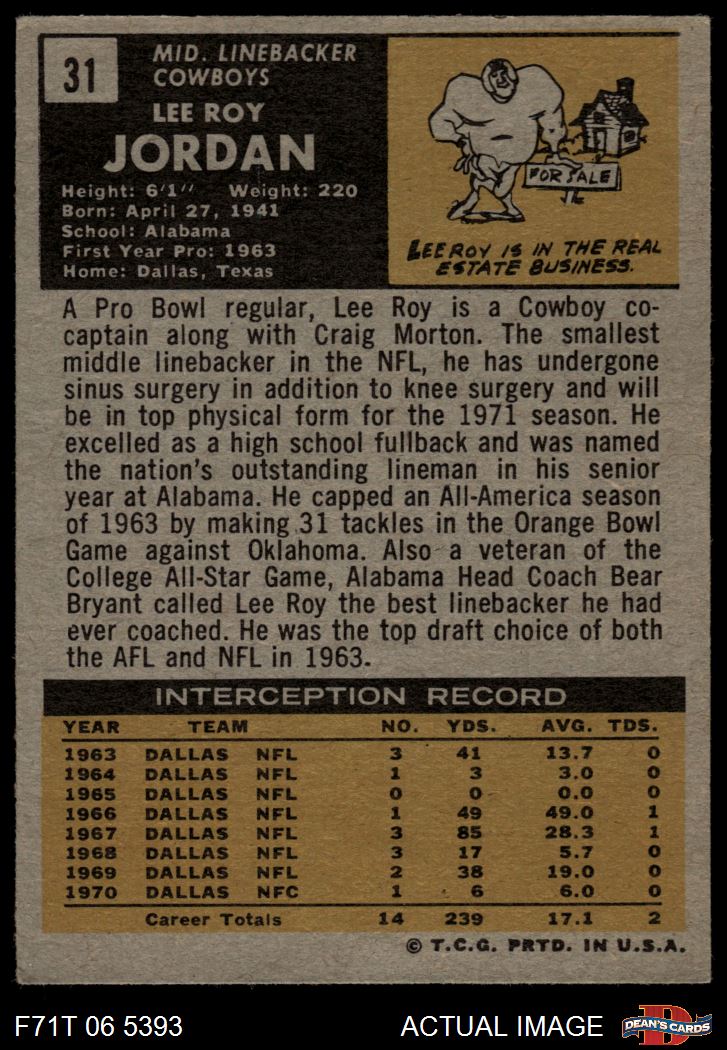 31
MID. LINEBACKER
COWBOYS
LEE ROY
JORDAN
Height: 6'1" Weight: 220
Born: April 27, 1941
School: Alabama
First Year Pro: 1963
Home: Dallas, Texas
FOR SALE
LEE ROY IS IN THE REAL
ESTATE BUSINESS.
A Pro Bowl regular, Lee Roy is a Cowboy co-
captain along with Craig Morton. The smallest
middle linebacker in the NFL, he has undergone
sinus surgery in addition to knee surgery and will
be in top physical form for the 1971 season. He
excelled as a high school fullback and was named
the nation's outstanding lineman in his senior
year at Alabama. He capped an All-America season
of 1963 by making 31 tackles in the Orange Bowl
Game against Oklahoma. Also a veteran of the
College All-Star Game, Alabama Head Coach Bear
Bryant called Lee Roy the best linebacker he had
ever coached. He was the top draft choice of both
the AFL and NFL in 1963.
INTERCEPTION RECORD
YEAR TEAM NO. YDS. AVG. TDS.
1963 DALLAS NFL 3 41 13.7 0
1964 DALLAS NFL 1 3 3.0 0
1965 DALLAS NFL 0 0 0.0 0
1966 DALLAS NFL 1 49 49.0 1
1967 DALLAS NFL 3 85 28.3 1
1968 DALLAS NFL 3 17 5.7 0
1969 DALLAS NFL 2 38 19.0 0
1970 DALLAS NFC 1 6 6.0 0
Career Totals 14 239 17.1 2
© T.C.G. PRTD. IN U.S.A.
F71T 06 5393 ACTUAL IMAGE
D
DEAN'S CARDS